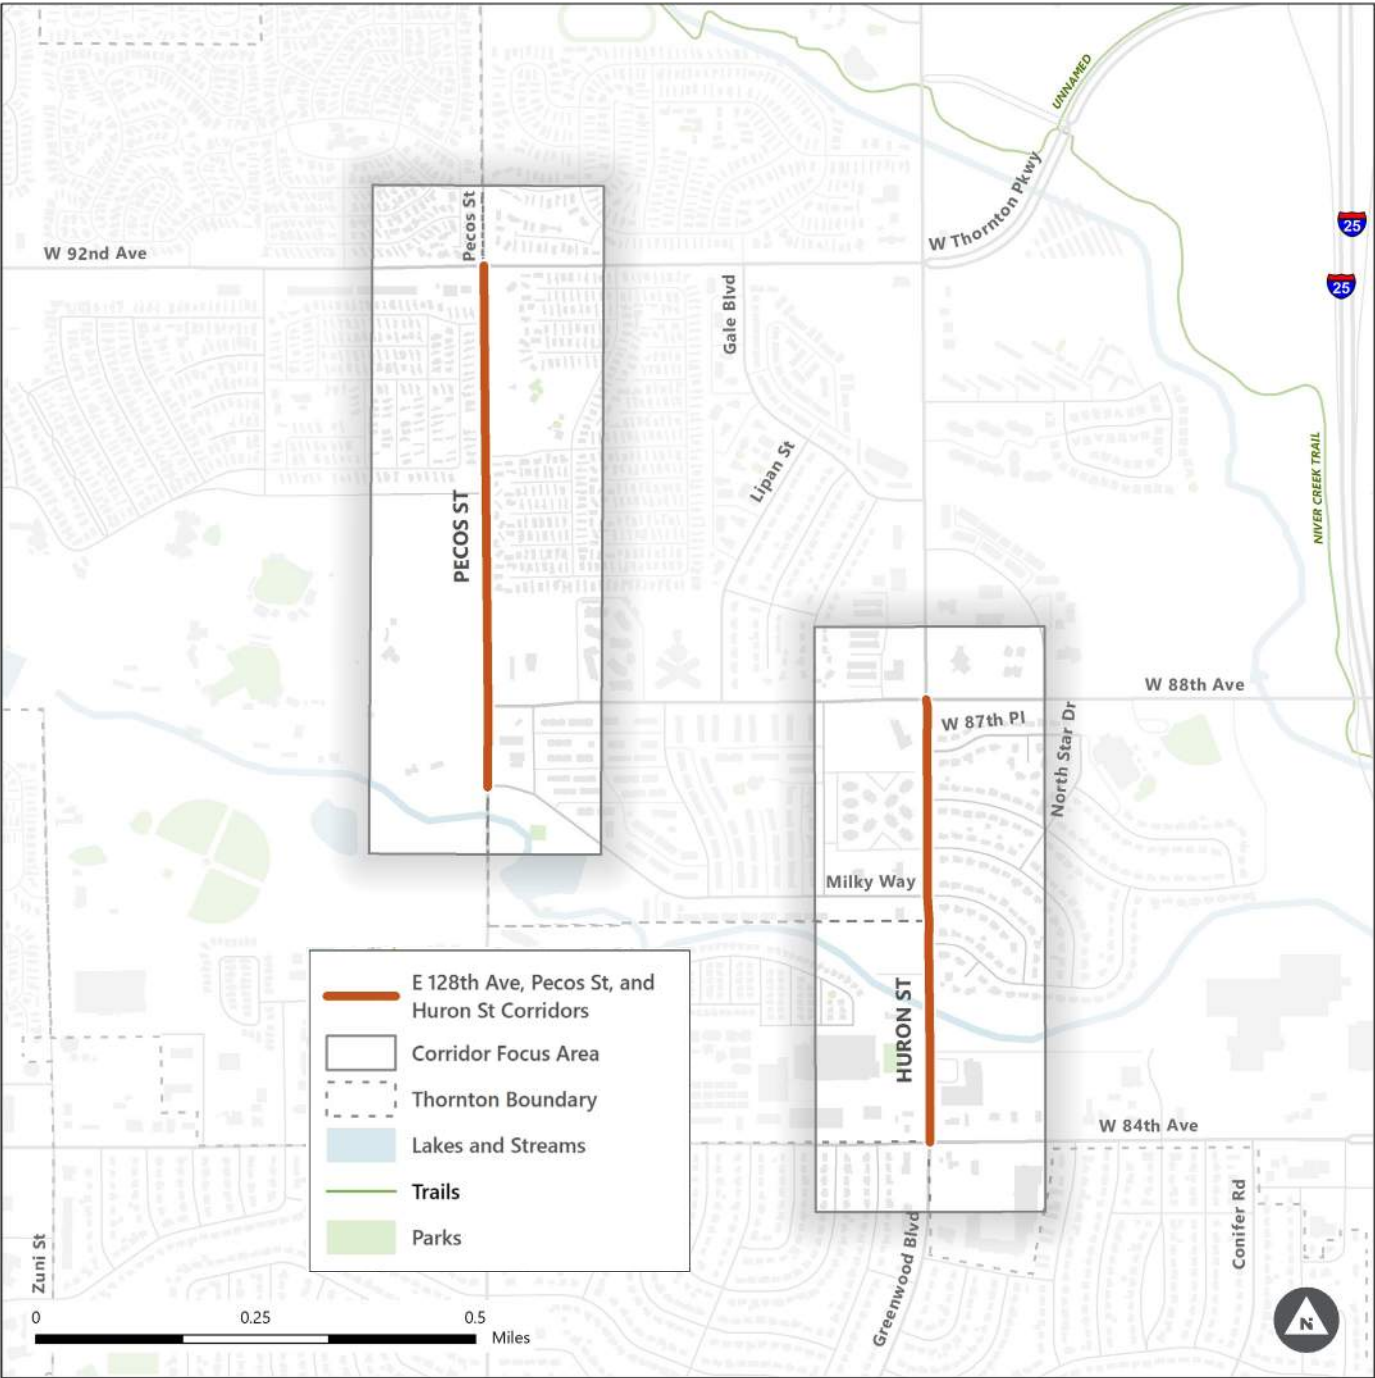 UNNAMED
W Thornton Pkwy
Pecos St
25
W 92nd Ave
25
Gale Blvd
Lipan St
NIVER CREEK TRAIL
PECOS ST
W 88th Ave
W 87th Pl
North Star Dr
Milky Way
HURON ST
E 128th Ave, Pecos St, and
Huron St Corridors
Corridor Focus Area
Thornton Boundary
Lakes and Streams
Trails
Parks
W 84th Ave
Conifer Rd
Greenwood Blvd
Zuni St
0 0.25 0.5
Miles
N